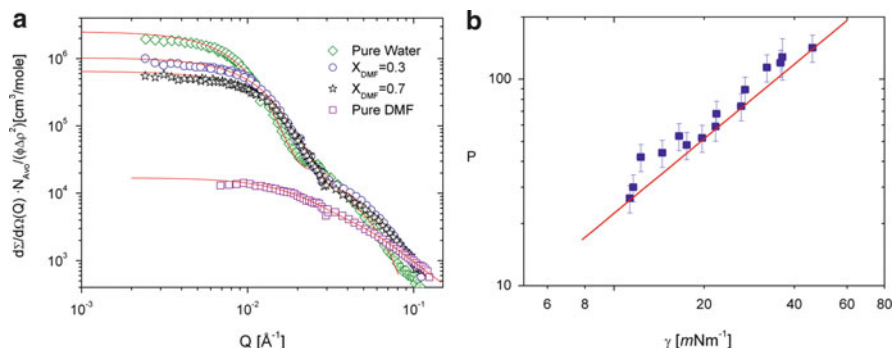 a
dΣ/dΩ(Q) ·N_Avo/(ϕΔρ²)[cm³/mole]
10⁶
10⁵
10⁴
10³
10⁻³
10⁻²
10⁻¹
Q [Å⁻¹]
Pure Water
X_DMF=0.3
X_DMF=0.7
Pure DMF
b
P
100
10
6
8
20
40
60
80
γ [mNm⁻¹]